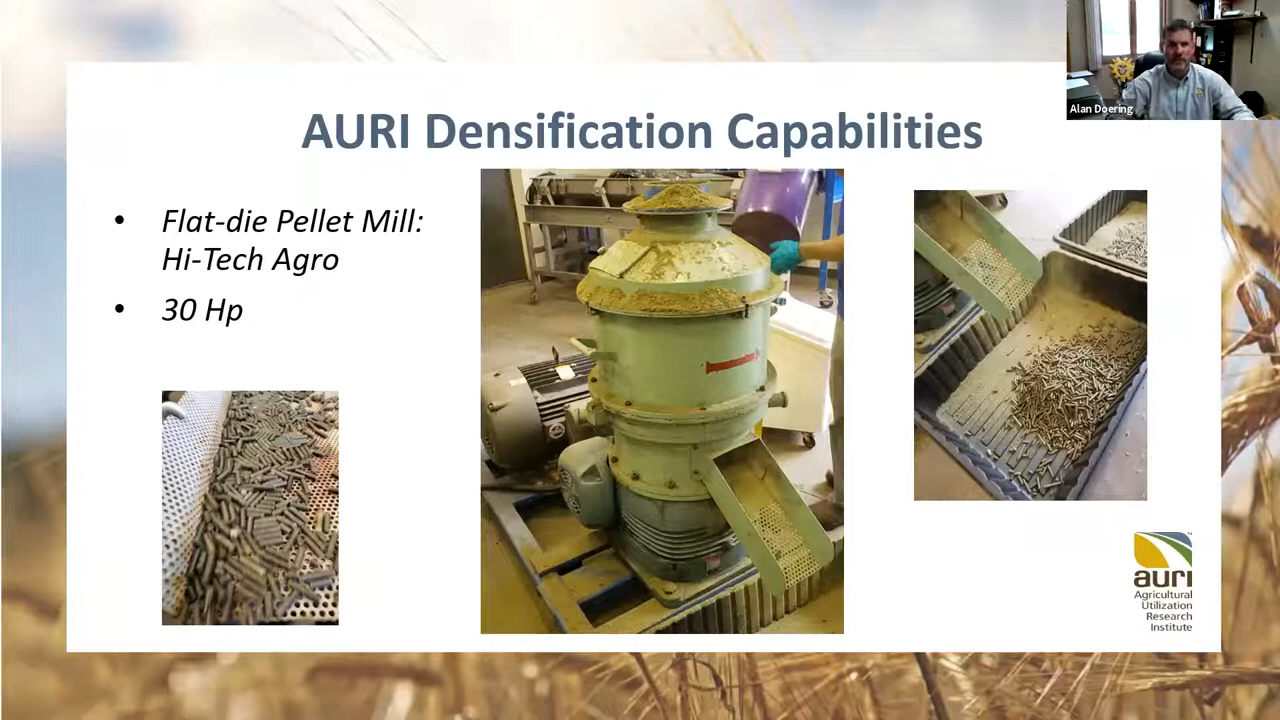 Alan Doering
AURI Densification Capabilities
• Flat-die Pellet Mill:
Hi-Tech Agro
• 30 Hp
auri
Agricultural
Utilization
Research
Institute